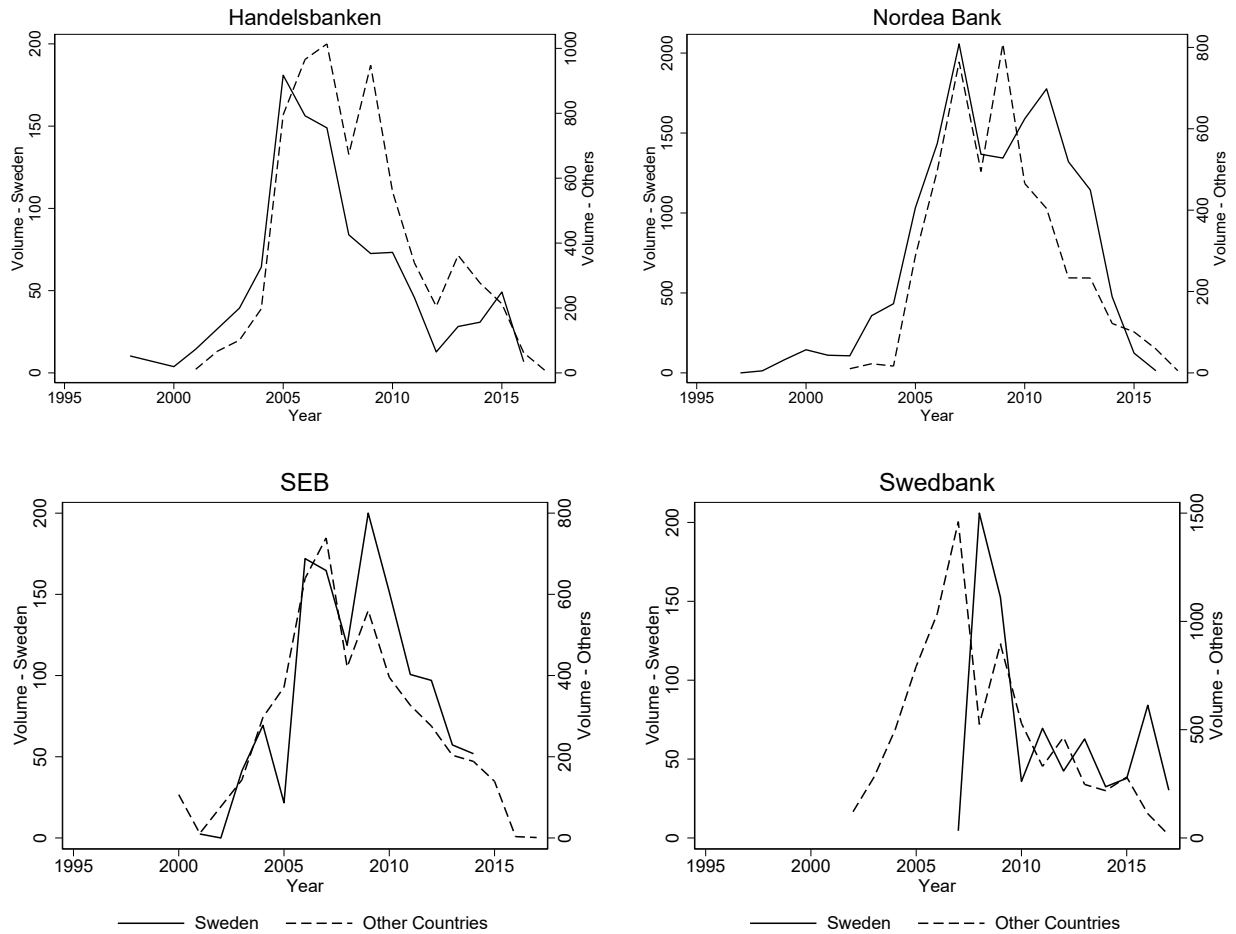 Handelsbanken
Volume - Sweden
0 50 100 150 200
Volume - Others
0 200 400 600 800 1000
1995 2000 2005 2010 2015
Year
Nordea Bank
Volume - Sweden
0 500 1000 1500 2000
Volume - Others
0 200 400 600 800
1995 2000 2005 2010 2015
Year
SEB
Volume - Sweden
0 50 100 150 200
Volume - Others
0 200 400 600 800
1995 2000 2005 2010 2015
Year
Sweden Other Countries
Swedbank
Volume - Sweden
0 50 100 150 200
Volume - Others
0 500 1000 1500
1995 2000 2005 2010 2015
Year
Sweden Other Countries